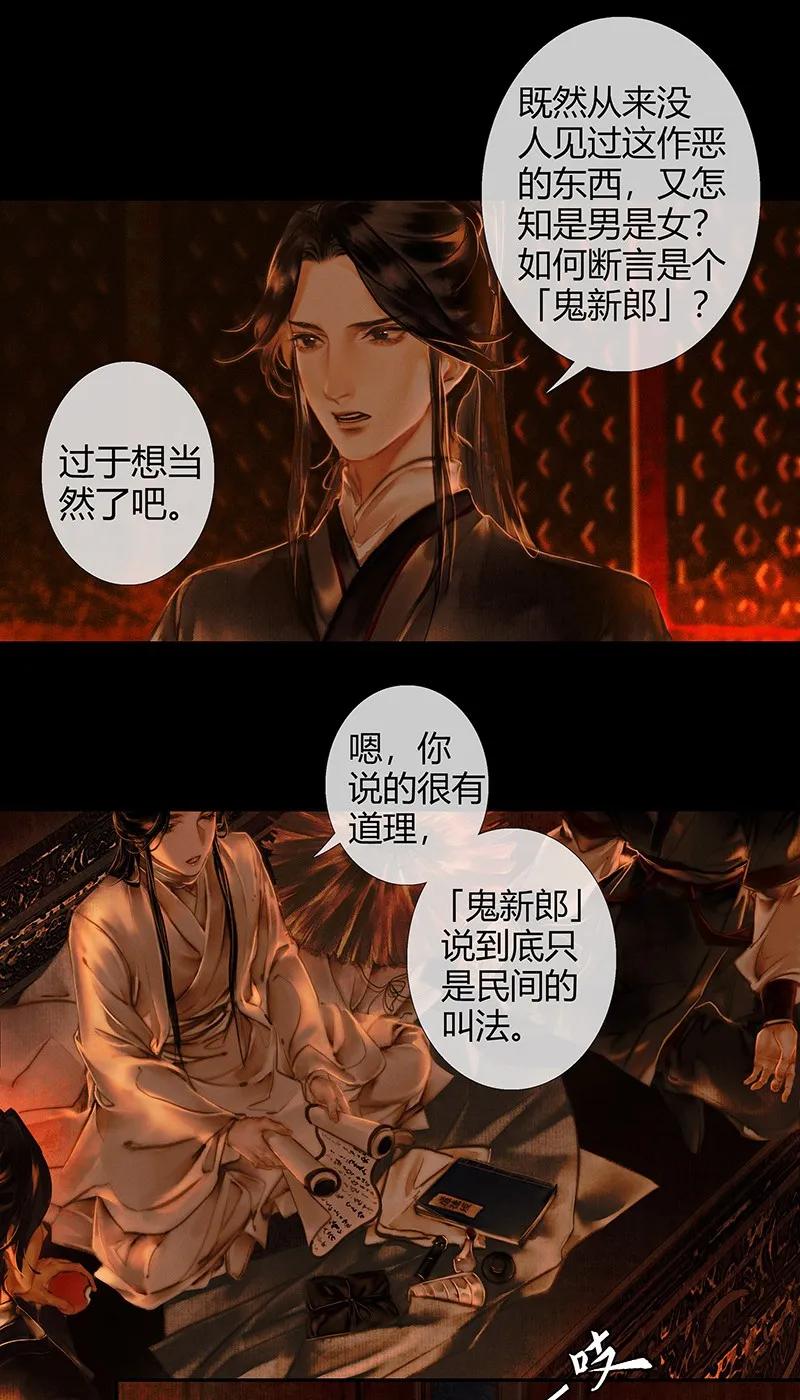 既然从来没
人见过这作恶
的东西，又怎
知是男是女？
如何断言是个
「鬼新郎」？
过于想当
然了吧。
嗯，你
说的很有
道理，
「鬼新郎」
说到底只
是民间的
叫法。
吱